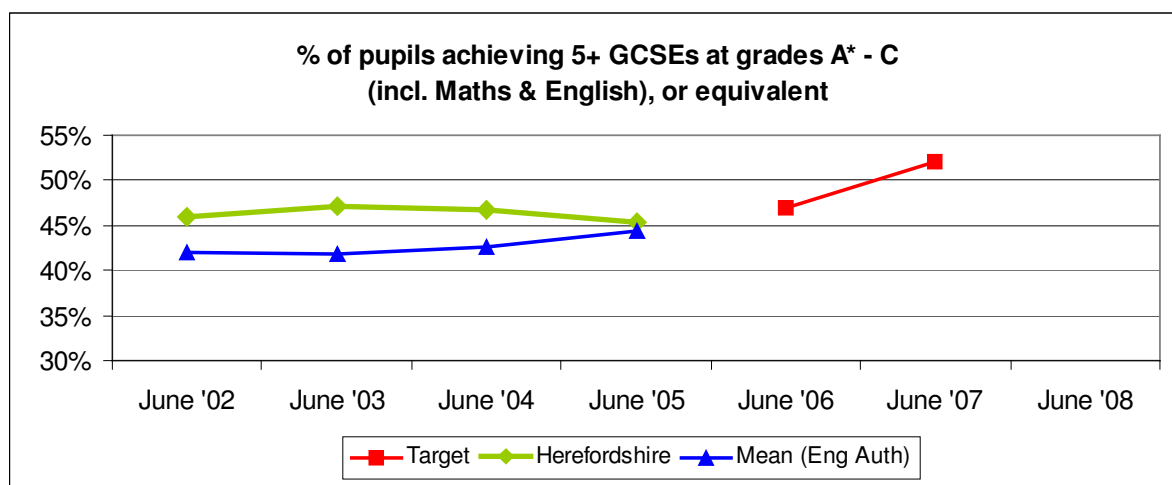 % of pupils achieving 5+ GCSEs at grades A* - C
(incl. Maths & English), or equivalent
55%
50%
45%
40%
35%
30%
June '02 June '03 June '04 June '05 June '06 June '07 June '08
Target Herefordshire Mean (Eng Auth)